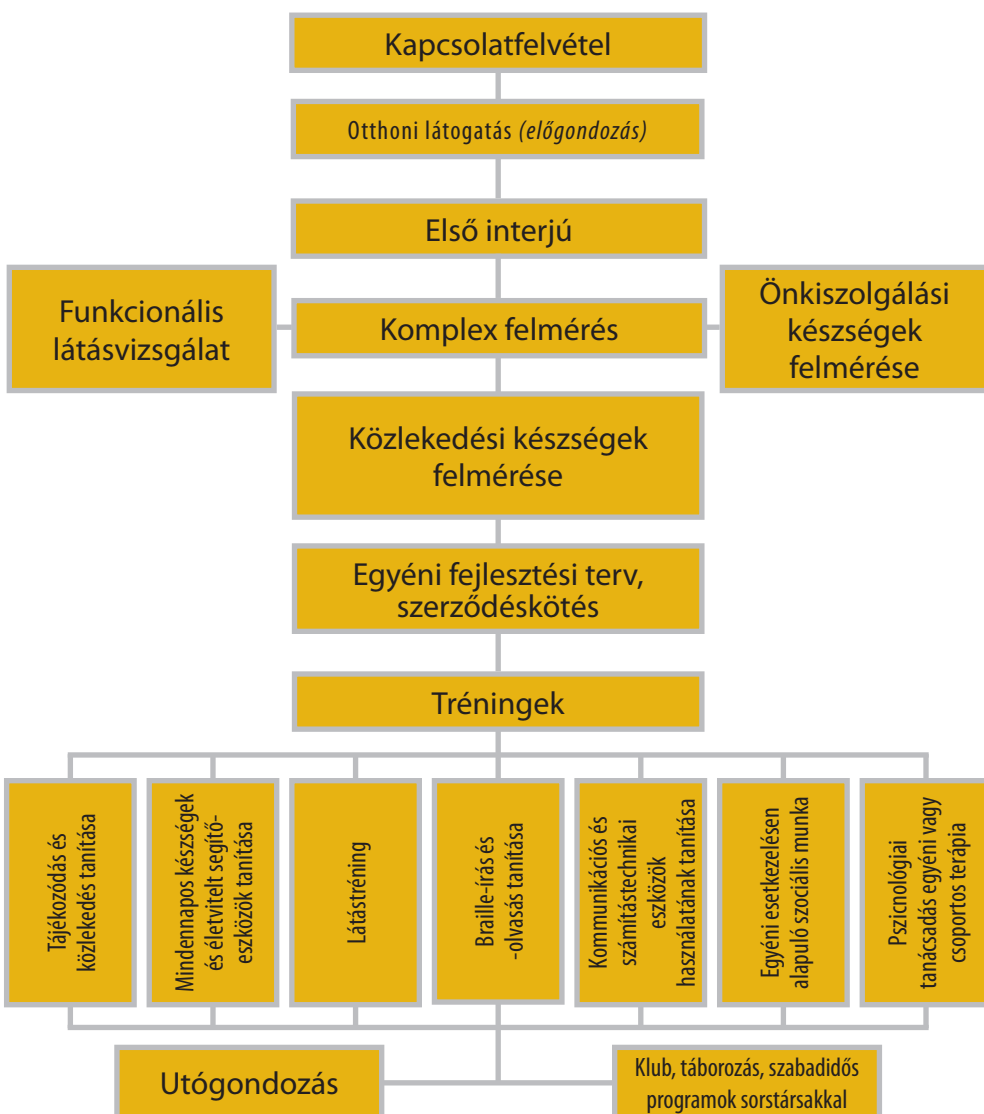 Kapcsolatfelvétel
Otthoni látogatás (előgondozás)
Első interjú
Funkcionális
látásvizsgálat
Komplex felmérés
Önkiszolgálási
készségek
felmérése
Közlekedési készségek
felmérése
Egyéni fejlesztési terv,
szerződéskötés
Tréningek
Tájékozódás és
közlekedés tanítása
Mindennapos készségek
és életvitelt segítő-
eszközök tanítása
Látástréning
Braille-írás és
-olvasás tanítása
Kommunikációs és
számítástechnikai
eszközök
használatának tanítása
Egyéni esetkezelésen
alapuló szociális munka
Pszicnológiai
tanácsadás egyéni vagy
csoportos terápia
Utógondozás
Klub, táborozás, szabadidős
programok sorstársakkal